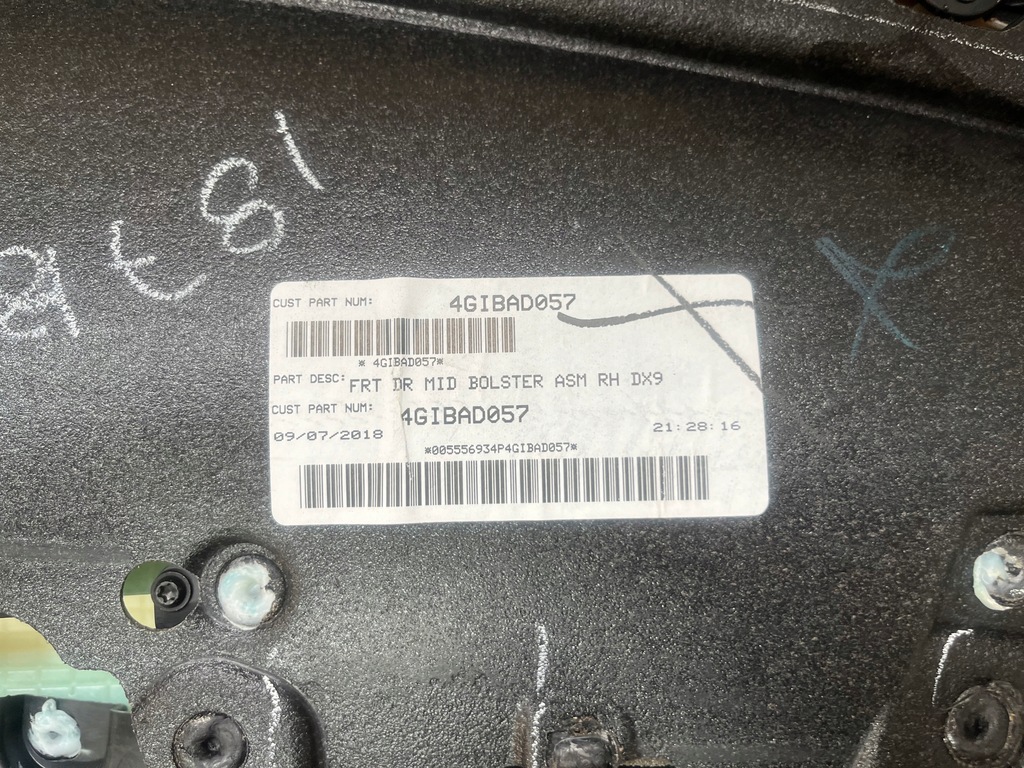 CUST PART NUM: 4GIBAD057
* 4GIBAD057*
PART DESC: FRT DR MID BOLSTER ASM RH DX9
CUST PART NUM: 4GIBAD057
09/07/2018 21:28:16
*005556934P4GIBAD057*